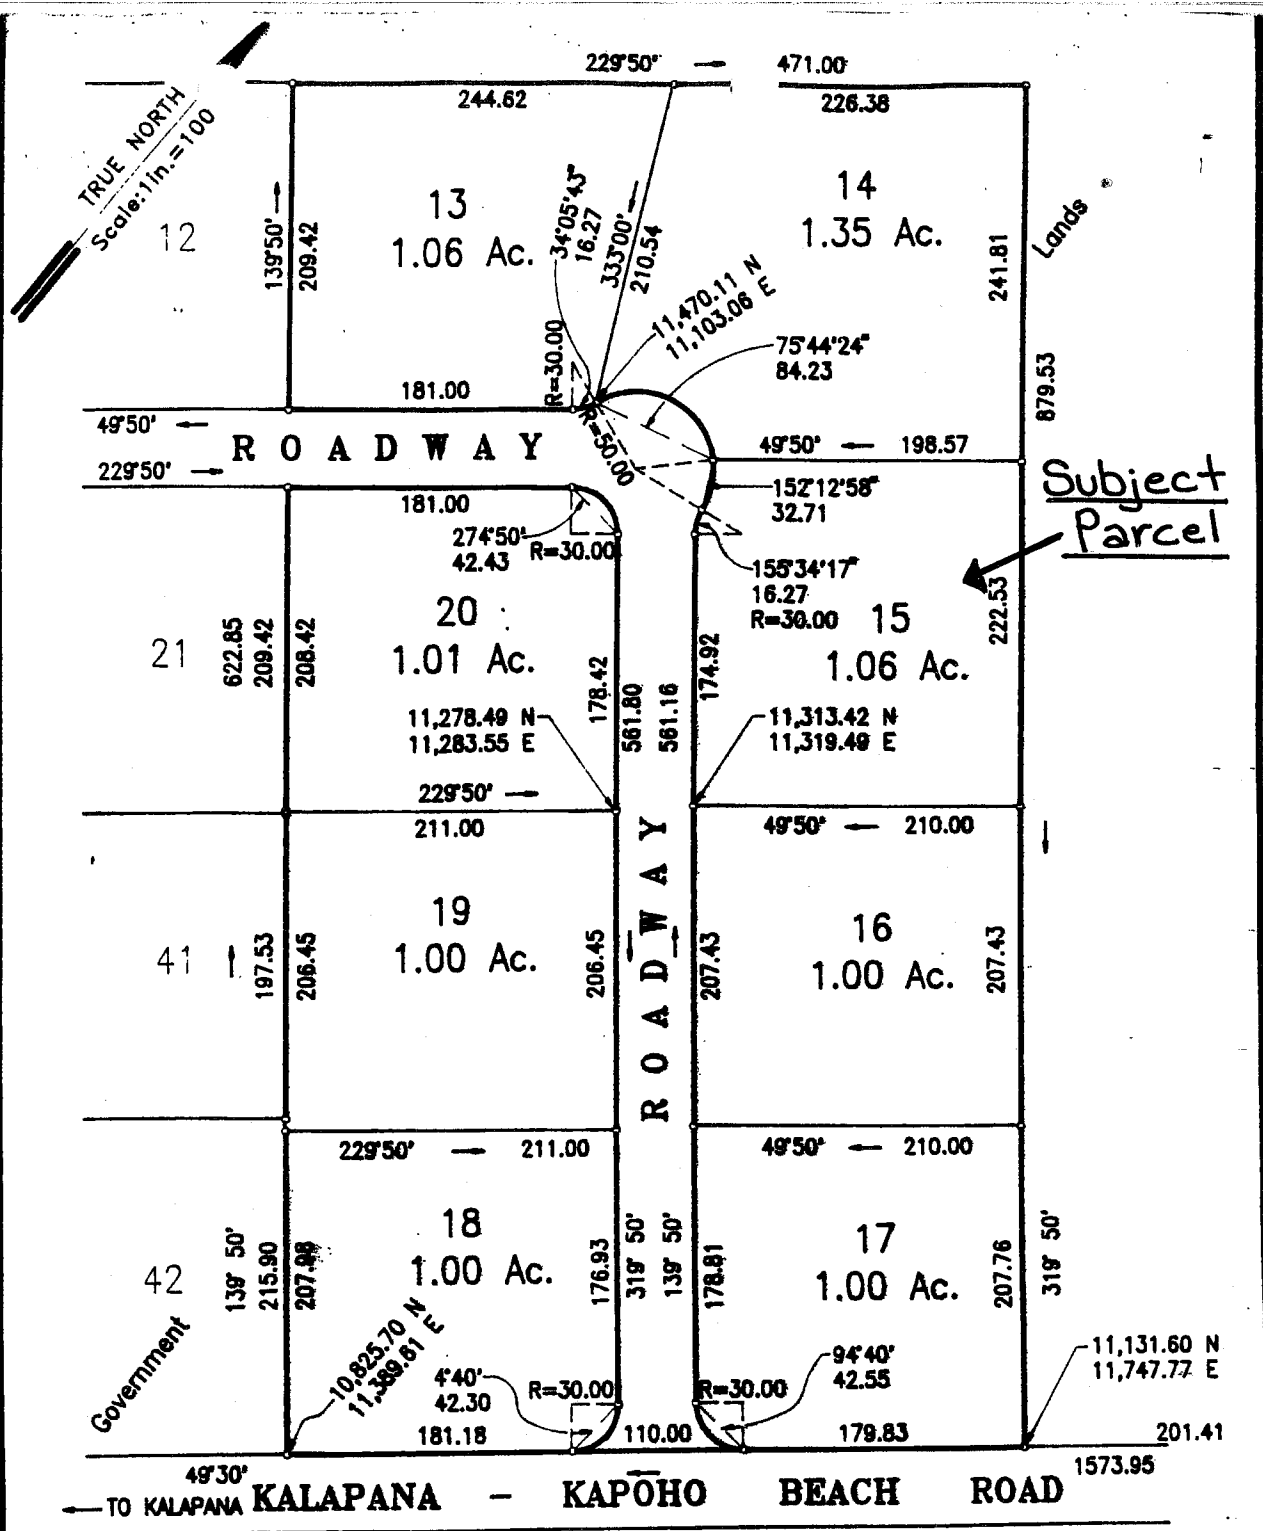 229°50' → 471.00
244.62
226.38
TRUE NORTH
Scale:1in.=100
12
139°50' →
209.42
13
1.06 Ac.
34°05'43"
16.27
333°00' →
210.54
14
1.35 Ac.
241.81
Lands
11,470.11 N
11,103.06 E
75°44'24"
84.23
R=30.00
R=50.00
879.53
181.00
49°50' ←
ROADWAY
229°50' →
49°50' ← 198.57
152°12'58"
32.71
Subject
Parcel
181.00
274°50'
42.43
R=30.00
155°34'17"
16.27
R=30.00
20
1.01 Ac.
15
1.06 Ac.
222.53
21
622.85
209.42
208.42
178.42
561.80
561.16
174.92
11,278.49 N
11,283.55 E
11,313.42 N
11,319.49 E
229°50' →
211.00
49°50' ← 210.00
19
1.00 Ac.
16
1.00 Ac.
41
197.53
206.45
206.45
ROADWAY
207.43
207.43
229°50' → 211.00
49°50' ← 210.00
18
1.00 Ac.
17
1.00 Ac.
42
139° 50'
215.90
207.98
176.93
319° 50'
139° 50'
178.81
207.76
319° 50'
Government
10,825.70 N
11,389.61 E
4°40'
42.30
R=30.00
R=30.00
94°40'
42.55
11,131.60 N
11,747.77 E
181.18
110.00
179.83
201.41
1573.95
49°30'
← TO KALAPANA
KALAPANA - KAPOHO BEACH ROAD